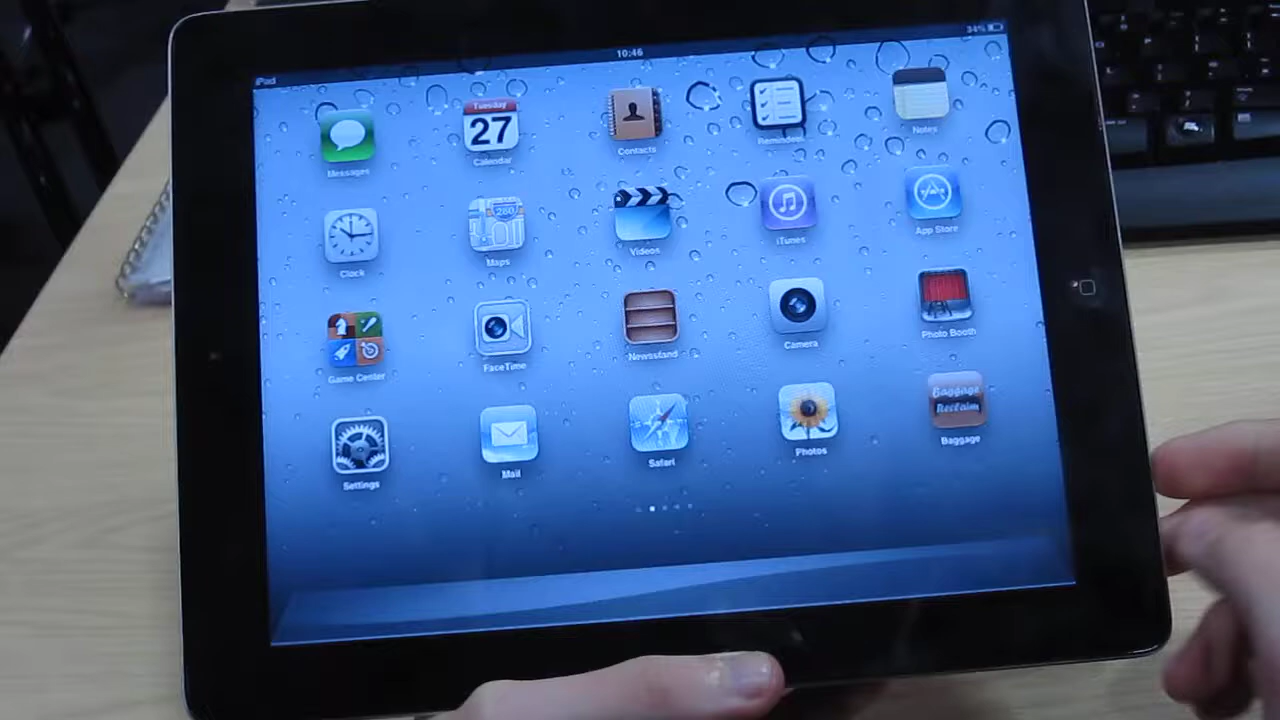 iPad 10:46 34%
Messages
Tuesday
27
Calendar
Contacts
Reminders
Notes
Clock
280
Maps
Videos
iTunes
App Store
Game Center
FaceTime
Newsstand
Camera
Photo Booth
Settings
Mail
Safari
Photos
Baggage
Reclaim
Baggage